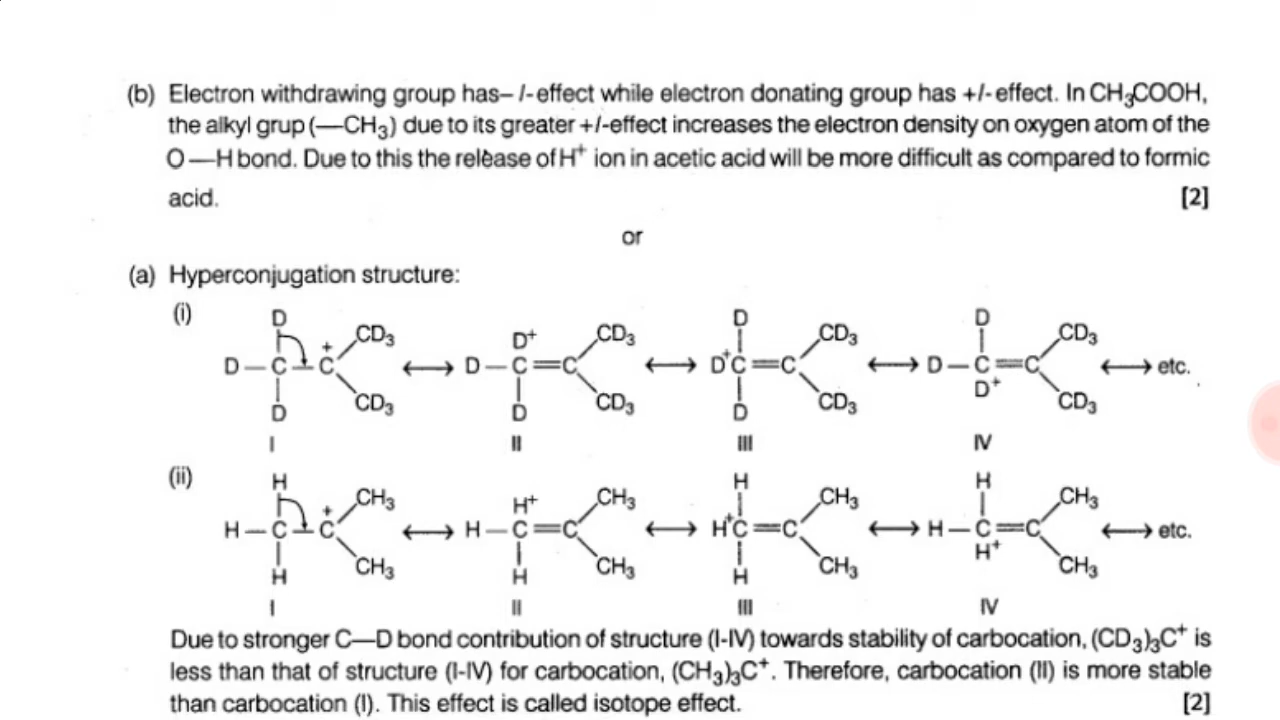 (b) Electron withdrawing group has– I-effect while electron donating group has +I-effect. In CH₃COOH,
the alkyl grup (—CH₃) due to its greater +I-effect increases the electron density on oxygen atom of the
O—H bond. Due to this the release of H⁺ ion in acetic acid will be more difficult as compared to formic
acid. [2]
or
(a) Hyperconjugation structure:
(i)
D D⁺ D D
CD₃ CD₃ CD₃ CD₃
D—C—C⁺ ⟷ D—C=C ⟷ D⁺C=C ⟷ D—C=C ⟷ etc.
D D D D⁺
CD₃ CD₃ CD₃ CD₃
I II III IV
(ii)
H H⁺ H H
CH₃ CH₃ CH₃ CH₃
H—C—C⁺ ⟷ H—C=C ⟷ H⁺C=C ⟷ H—C=C ⟷ etc.
H H H H⁺
CH₃ CH₃ CH₃ CH₃
I II III IV
Due to stronger C—D bond contribution of structure (I-IV) towards stability of carbocation, (CD₃)₃C⁺ is
less than that of structure (I-IV) for carbocation, (CH₃)₃C⁺. Therefore, carbocation (II) is more stable
than carbocation (I). This effect is called isotope effect. [2]